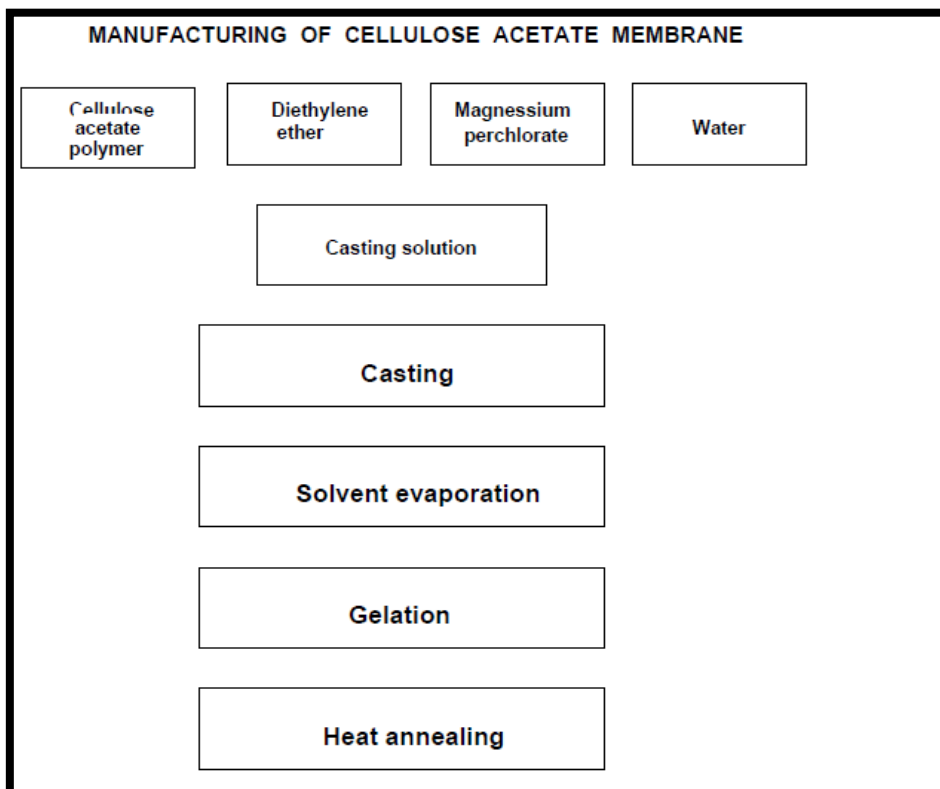 MANUFACTURING OF CELLULOSE ACETATE MEMBRANE
Cellulose
acetate
polymer
Diethylene
ether
Magnessium
perchlorate
Water
Casting solution
Casting
Solvent evaporation
Gelation
Heat annealing